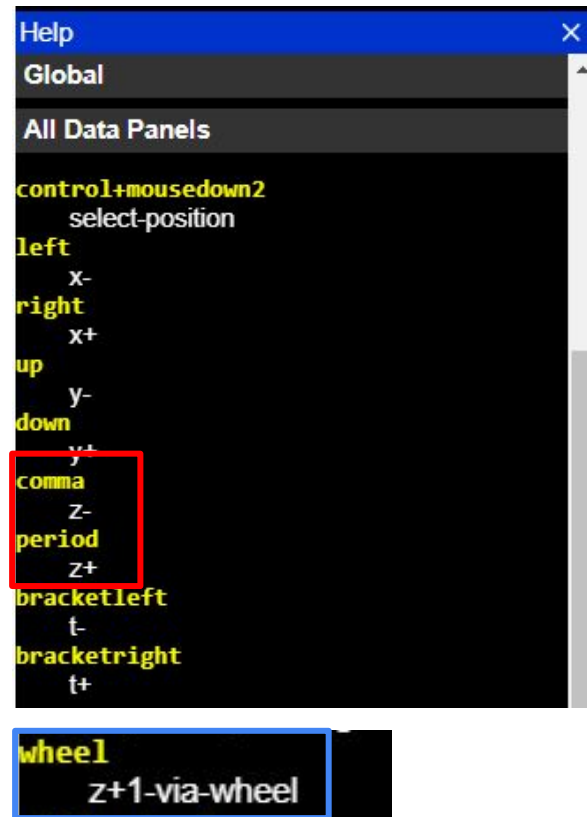 Help
Global
All Data Panels
control+mousedown2
select-position
left
x-
right
x+
up
y-
down
y+
comma
z-
period
z+
bracketleft
t-
bracketright
t+
wheel
z+1-via-wheel